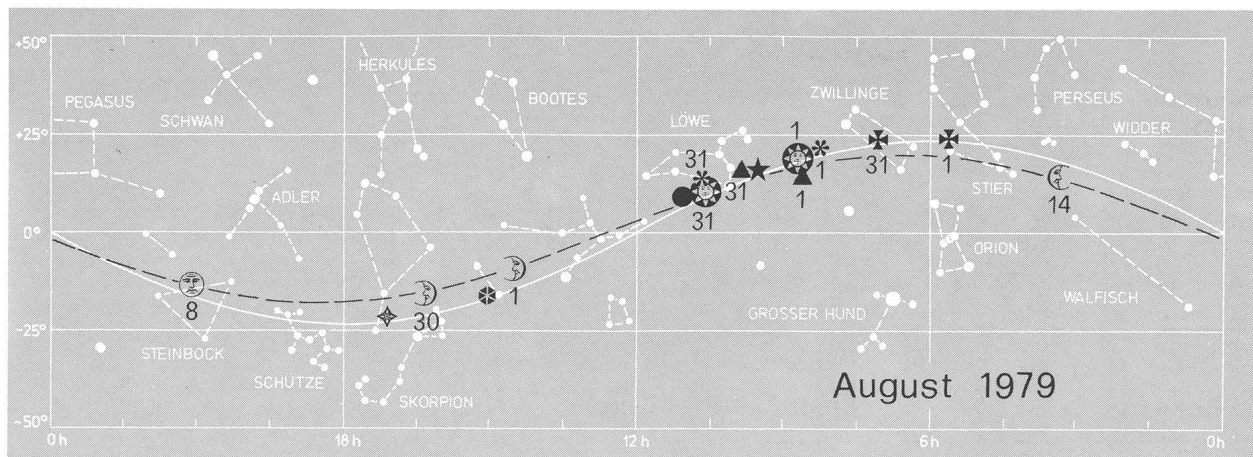 +50°
HERKULES
PEGASUS
SCHWAN
BOOTES
LÖWE
ZWILLINGE
PERSEUS
WIDDER
+25°
1
31
31
1
31
1
ADLER
31
1
STIER
14
0°
8
30
1
ORION
WALFISCH
GROSSER HUND
-25°
STEINBOCK
SCHÜTZE
SKORPION
August 1979
-50°
0h
18h
12h
6h
0h